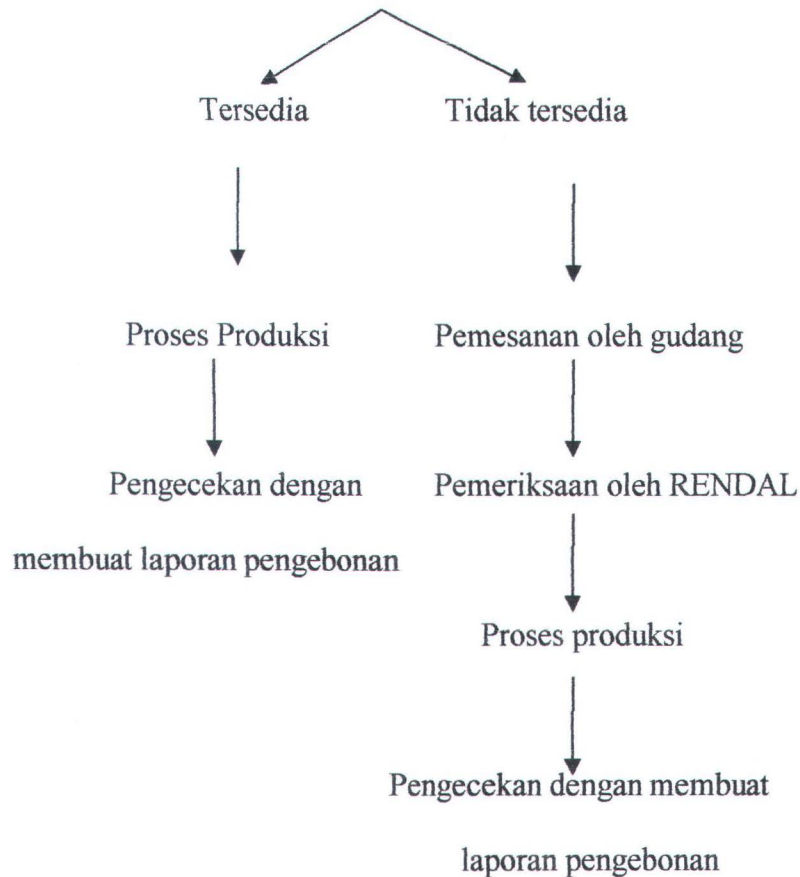 Tersedia
Tidak tersedia
Proses Produksi
Pemesanan oleh gudang
Pengecekan dengan
membuat laporan pengebonan
Pemeriksaan oleh RENDAL
Proses produksi
Pengecekan dengan membuat
laporan pengebonan